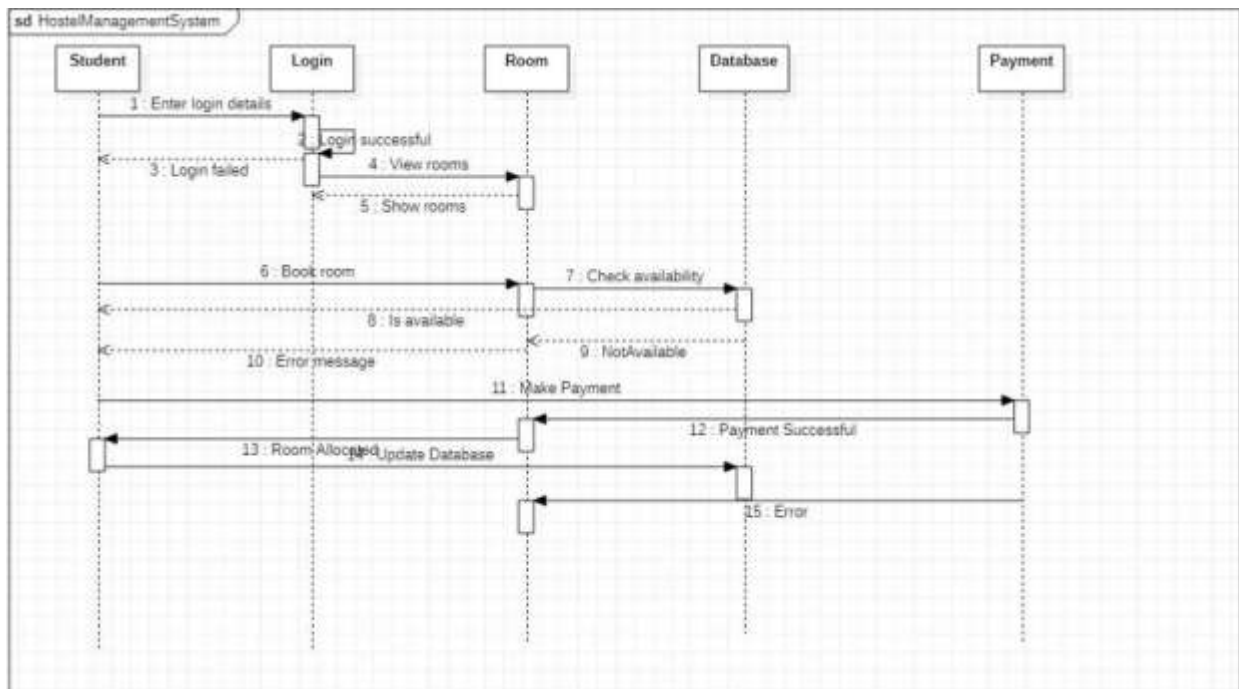 sd HostelManagementSystem
Student
Login
Room
Database
Payment
1 : Enter login details
2 : Login successful
3 : Login failed
4 : View rooms
5 : Show rooms
6 : Book room
7 : Check availability
8 : Is available
9 : NotAvailable
10 : Error message
11 : Make Payment
12 : Payment Successful
13 : Room Allocated
14 : Update Database
15 : Error